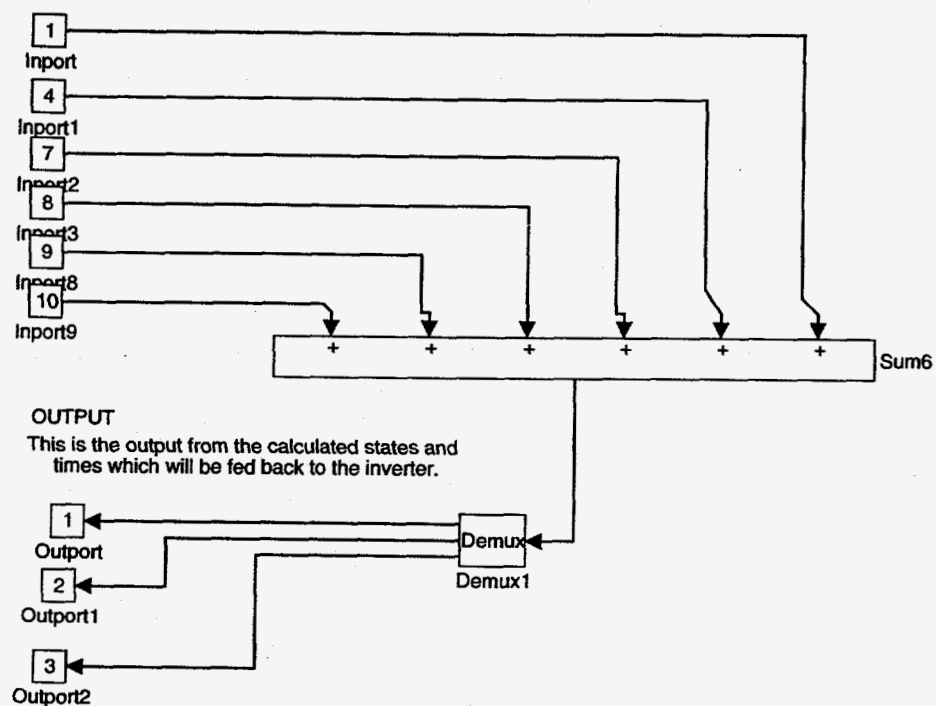 1
Inport
4
Inport1
7
Inport2
8
Inport3
9
Inport8
10
Inport9
+ + + + + +
Sum6
OUTPUT
This is the output from the calculated states and
times which will be fed back to the inverter.
1
Outport
Demux
Demux1
2
Outport1
3
Outport2